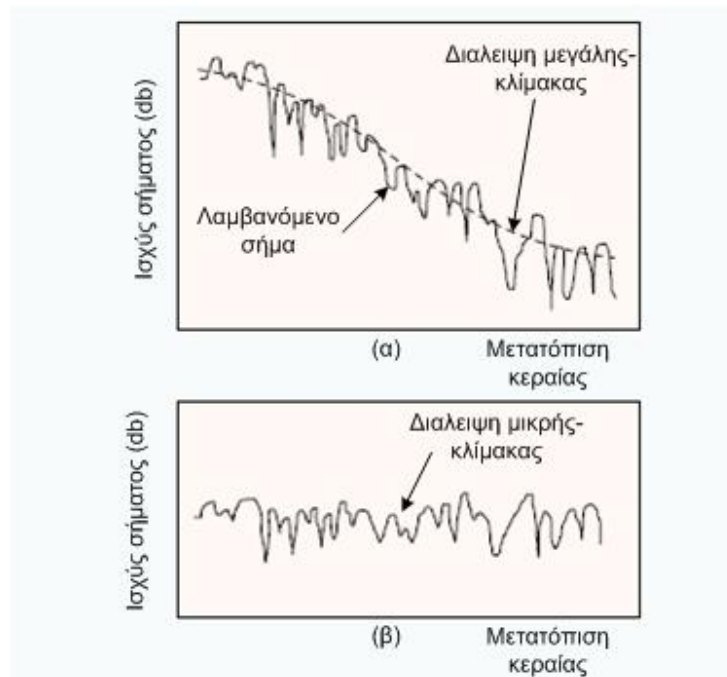 Ισχύς σήματος (db)
Διαλειψη μεγάλης-
κλίμακας
Λαμβανόμενο
σήμα
(α)
Μετατόπιση
κεραίας
Ισχύς σήματος (db)
Διαλειψη μικρής-
κλίμακας
(β)
Μετατόπιση
κεραίας